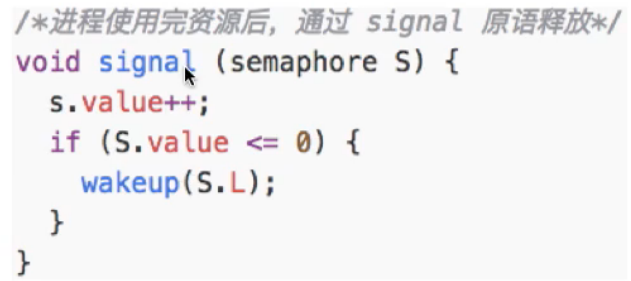 /*进程使用完资源后，通过 signal 原语释放*/
void signal (semaphore S) {
  s.value++;
  if (S.value <= 0) {
    wakeup(S.L);
  }
}